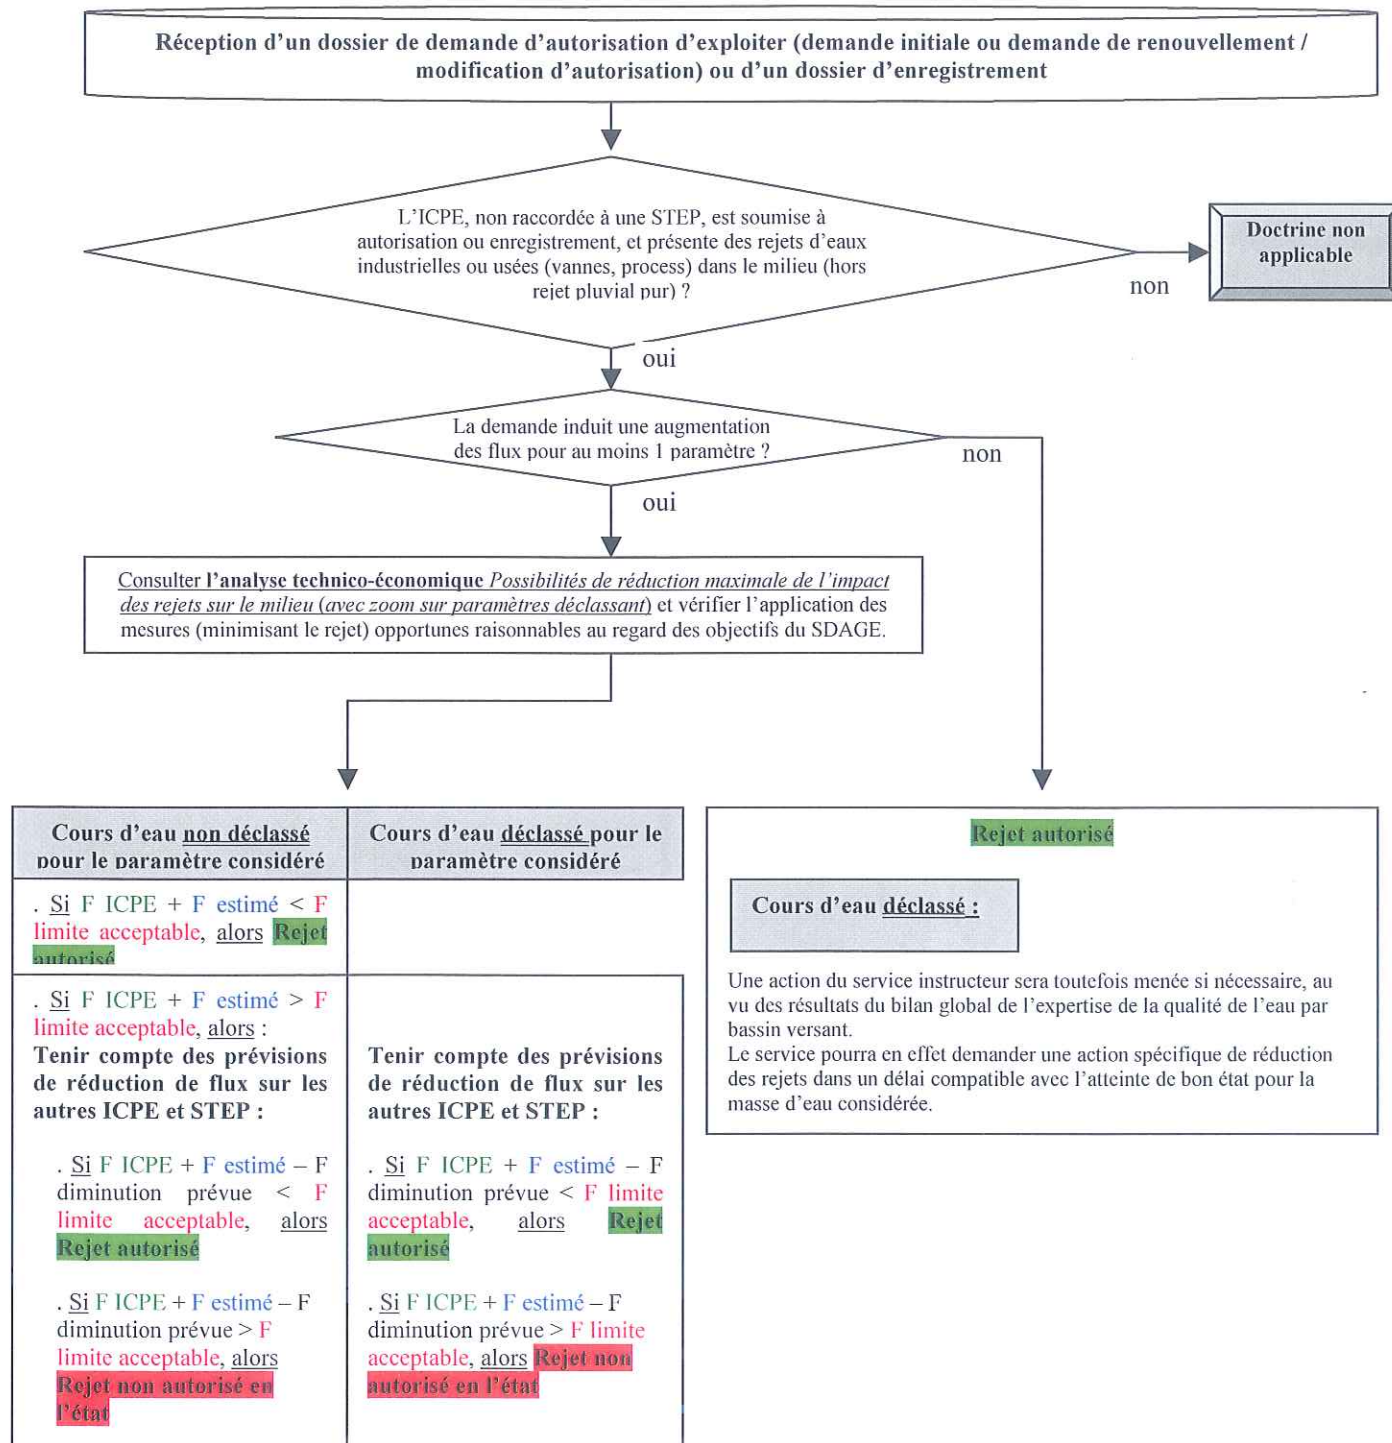 Réception d'un dossier de demande d'autorisation d'exploiter (demande initiale ou demande de renouvellement /
modification d'autorisation) ou d'un dossier d'enregistrement
L'ICPE, non raccordée à une STEP, est soumise à
autorisation ou enregistrement, et présente des rejets d'eaux
industrielles ou usées (vannes, process) dans le milieu (hors
rejet pluvial pur) ?
non
Doctrine non
applicable
oui
La demande induit une augmentation
des flux pour au moins 1 paramètre ?
non
oui
Consulter l'analyse technico-économique Possibilités de réduction maximale de l'impact
des rejets sur le milieu (avec zoom sur paramètres déclassant) et vérifier l'application des
mesures (minimisant le rejet) opportunes raisonnables au regard des objectifs du SDAGE.
Cours d'eau non déclassé
pour le paramètre considéré
Cours d'eau déclassé pour le
paramètre considéré
. Si F ICPE + F estimé < F
limite acceptable, alors Rejet
autorisé
. Si F ICPE + F estimé > F
limite acceptable, alors :
Tenir compte des prévisions
de réduction de flux sur les
autres ICPE et STEP :
. Si F ICPE + F estimé – F
diminution prévue < F
limite acceptable, alors
Rejet autorisé
. Si F ICPE + F estimé – F
diminution prévue > F
limite acceptable, alors
Rejet non autorisé en
l'état
Tenir compte des prévisions
de réduction de flux sur les
autres ICPE et STEP :
. Si F ICPE + F estimé – F
diminution prévue < F limite
acceptable, alors Rejet
autorisé
. Si F ICPE + F estimé – F
diminution prévue > F limite
acceptable, alors Rejet non
autorisé en l'état
Rejet autorisé
Cours d'eau déclassé :
Une action du service instructeur sera toutefois menée si nécessaire, au
vu des résultats du bilan global de l'expertise de la qualité de l'eau par
bassin versant.
Le service pourra en effet demander une action spécifique de réduction
des rejets dans un délai compatible avec l'atteinte de bon état pour la
masse d'eau considérée.